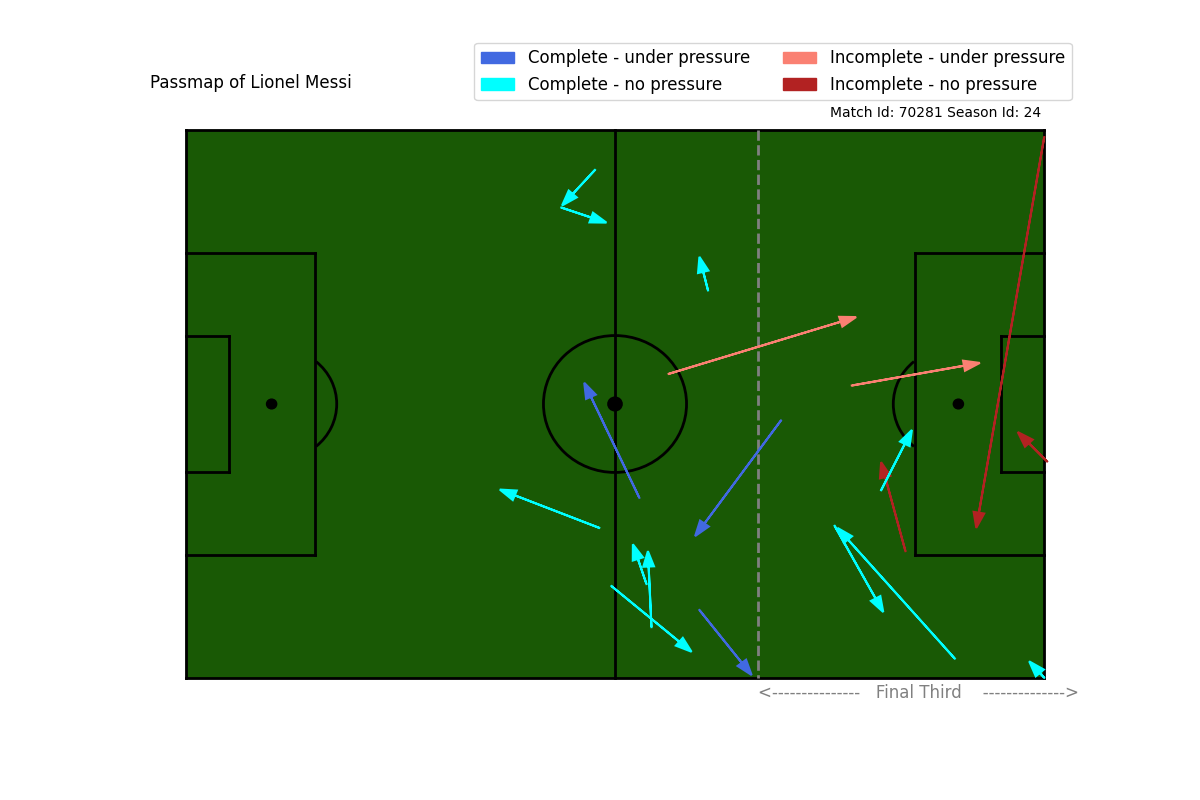 Passmap of Lionel Messi
Complete - under pressure
Complete - no pressure
Incomplete - under pressure
Incomplete - no pressure
Match Id: 70281 Season Id: 24
<--------------- Final Third -------------->